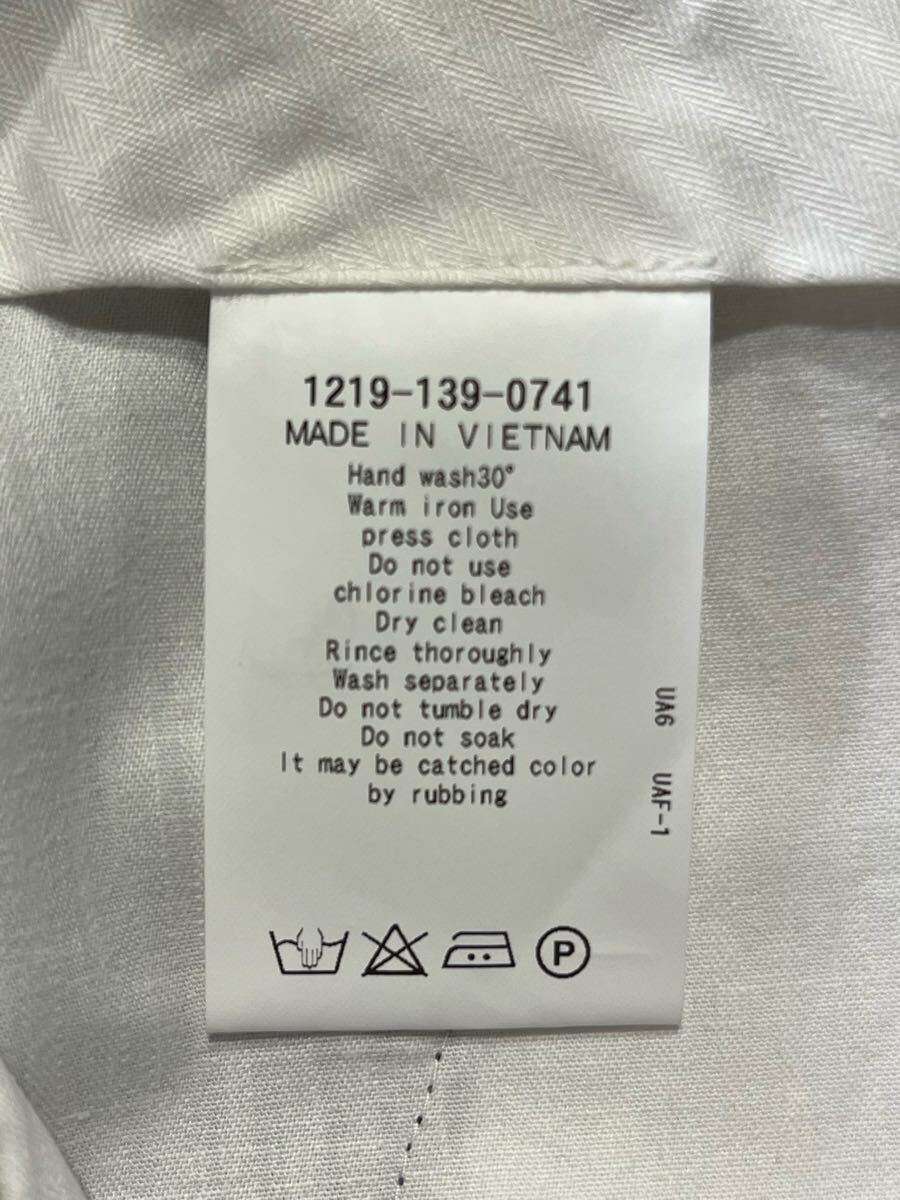 1219-139-0741
MADE IN VIETNAM
Hand wash30°
Warm iron Use
press cloth
Do not use
chlorine bleach
Dry clean
Rince thoroughly
Wash separately
Do not tumble dry
Do not soak
It may be catched color
by rubbing
UA6 UAF-1
P